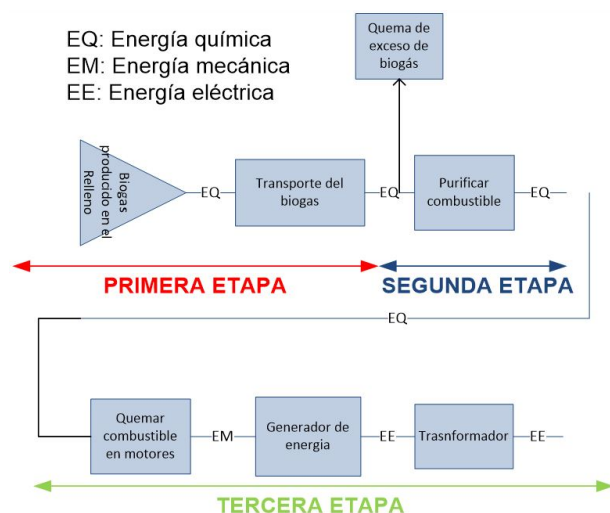 EQ: Energía química
EM: Energía mecánica
EE: Energía eléctrica
Quema de
exceso de
biogás
Biogas
producido en el
Relleno
EQ
Transporte del
biogas
EQ
Purificar
combustible
EQ
PRIMERA ETAPA
SEGUNDA ETAPA
EQ
Quemar
combustible
en motores
EM
Generador de
energia
EE
Trasnformador
EE
TERCERA ETAPA